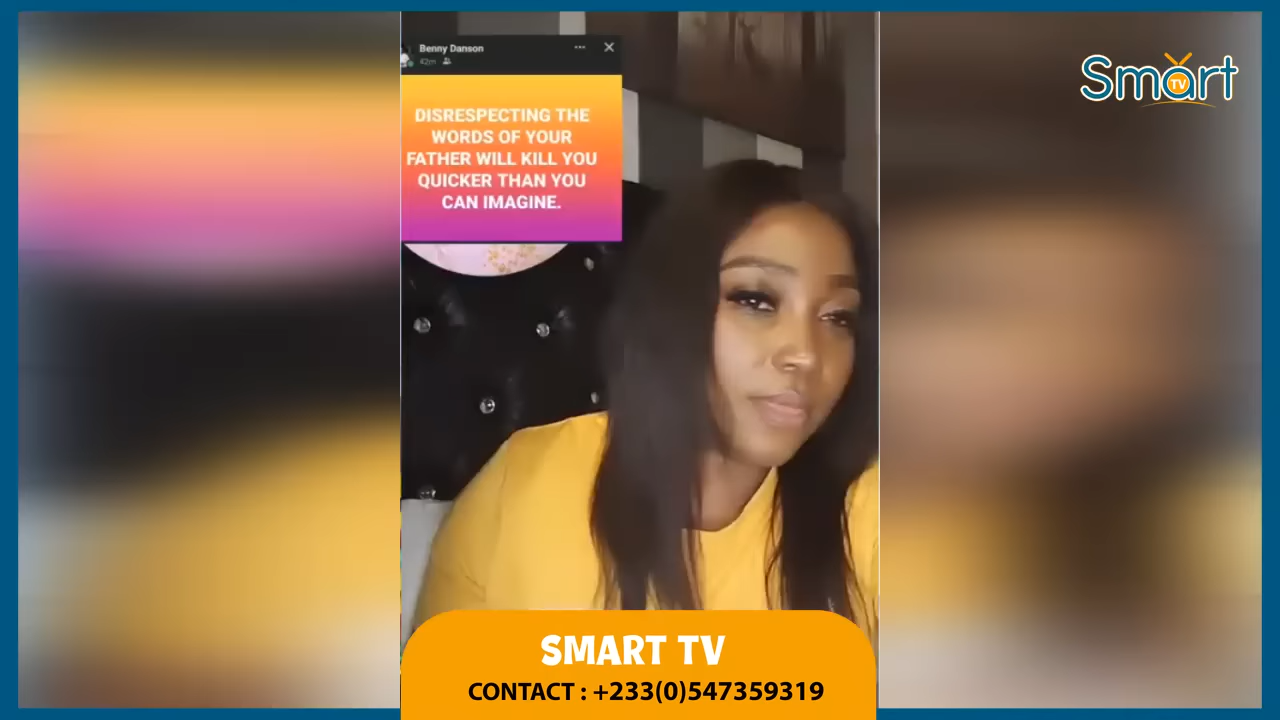 Benny Danson
42m
DISRESPECTING THE
WORDS OF YOUR
FATHER WILL KILL YOU
QUICKER THAN YOU
CAN IMAGINE.
Smart
TV
SMART TV
CONTACT : +233(0)547359319